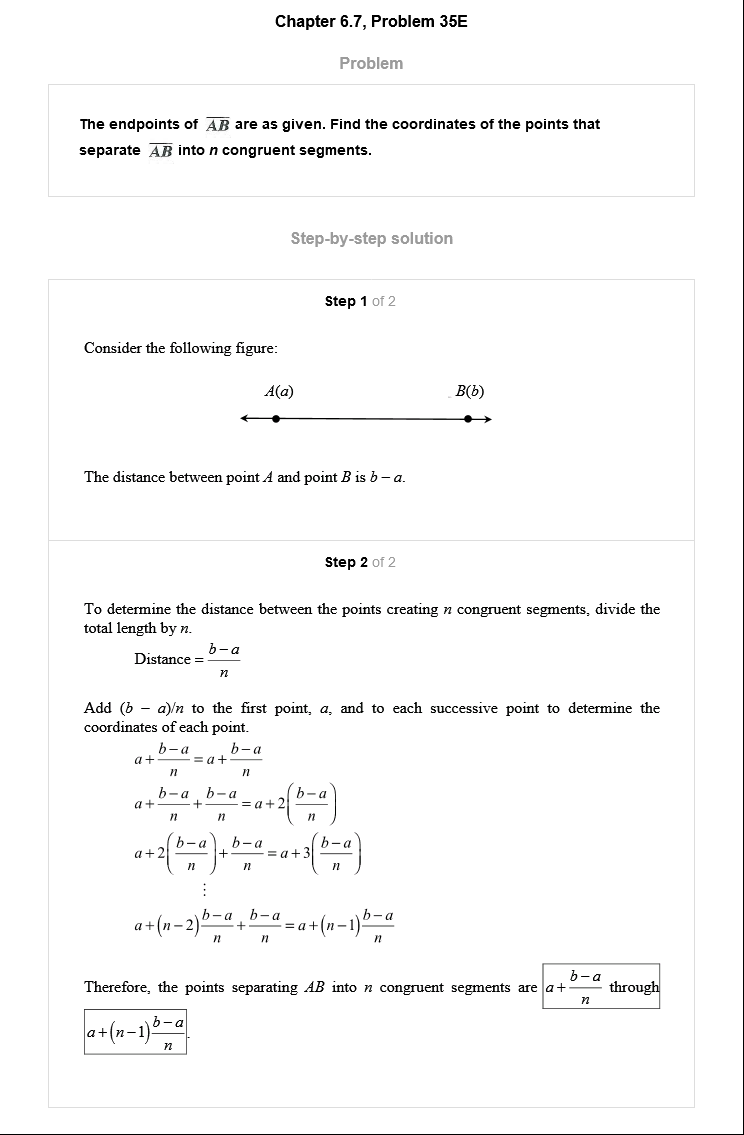 Chapter 6.7, Problem 35E
Problem
The endpoints of \overline{AB} are as given. Find the coordinates of the points that
separate \overline{AB} into n congruent segments.
Step-by-step solution
Step 1 of 2
Consider the following figure:
A(a) B(b)
The distance between point A and point B is b – a.
Step 2 of 2
To determine the distance between the points creating n congruent segments, divide the
total length by n.
Distance = \frac{b-a}{n}
Add (b – a)/n to the first point, a, and to each successive point to determine the
coordinates of each point.
a+\frac{b-a}{n}=a+\frac{b-a}{n}
a+\frac{b-a}{n}+\frac{b-a}{n}=a+2\left(\frac{b-a}{n}\right)
a+2\left(\frac{b-a}{n}\right)+\frac{b-a}{n}=a+3\left(\frac{b-a}{n}\right)
⋮
a+(n-2)\frac{b-a}{n}+\frac{b-a}{n}=a+(n-1)\frac{b-a}{n}
Therefore, the points separating AB into n congruent segments are a+\frac{b-a}{n} through
a+(n-1)\frac{b-a}{n}.